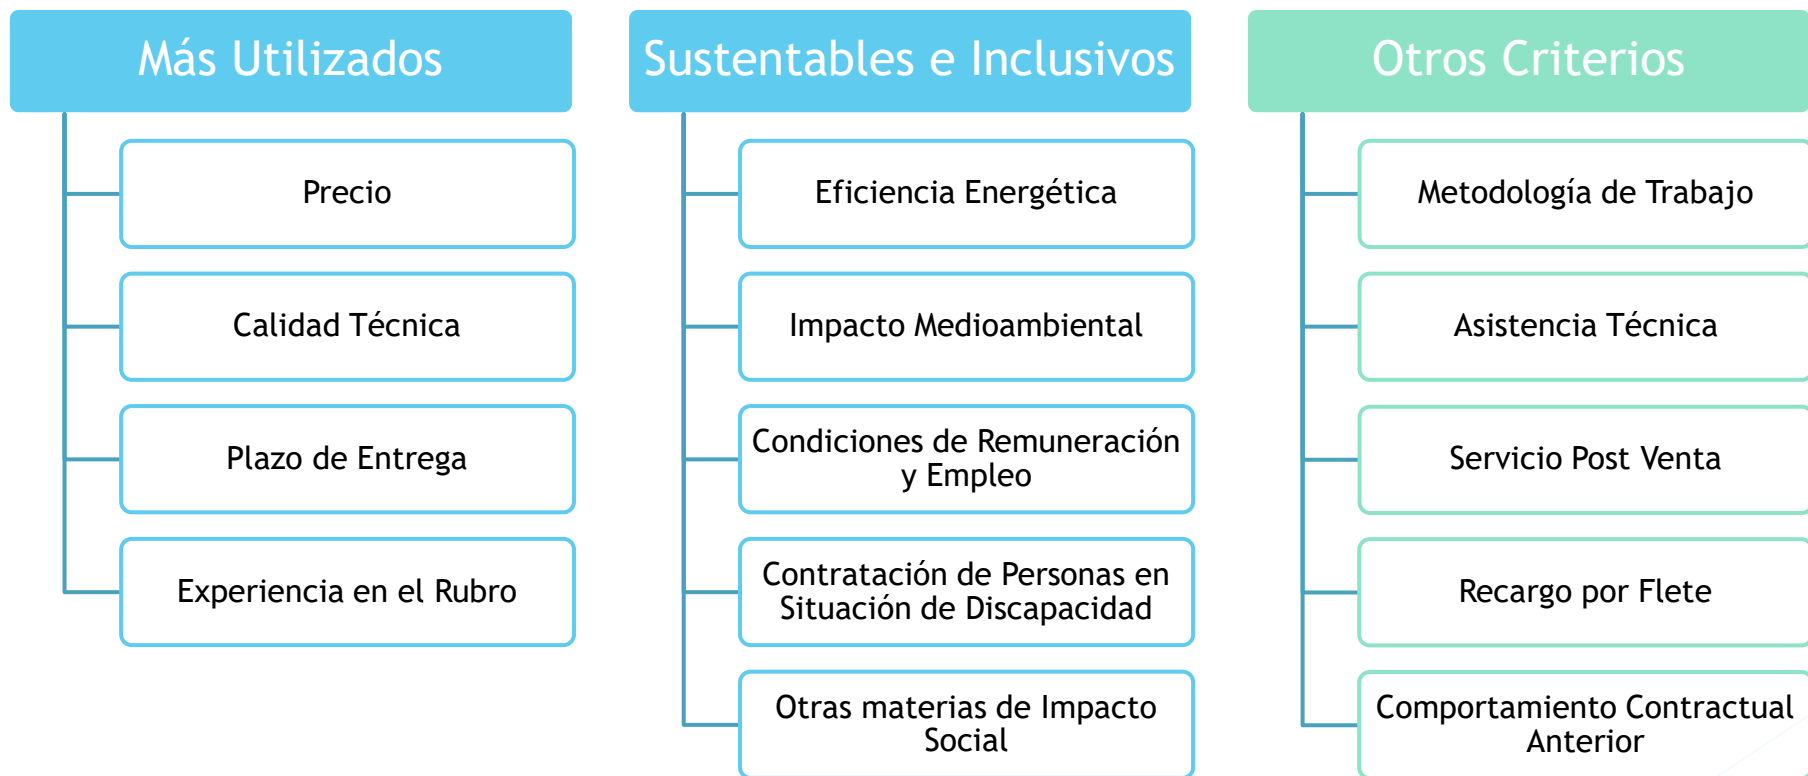 Más Utilizados
Precio
Calidad Técnica
Plazo de Entrega
Experiencia en el Rubro
Sustentables e Inclusivos
Eficiencia Energética
Impacto Medioambiental
Condiciones de Remuneración
y Empleo
Contratación de Personas en
Situación de Discapacidad
Otras materias de Impacto
Social
Otros Criterios
Metodología de Trabajo
Asistencia Técnica
Servicio Post Venta
Recargo por Flete
Comportamiento Contractual
Anterior